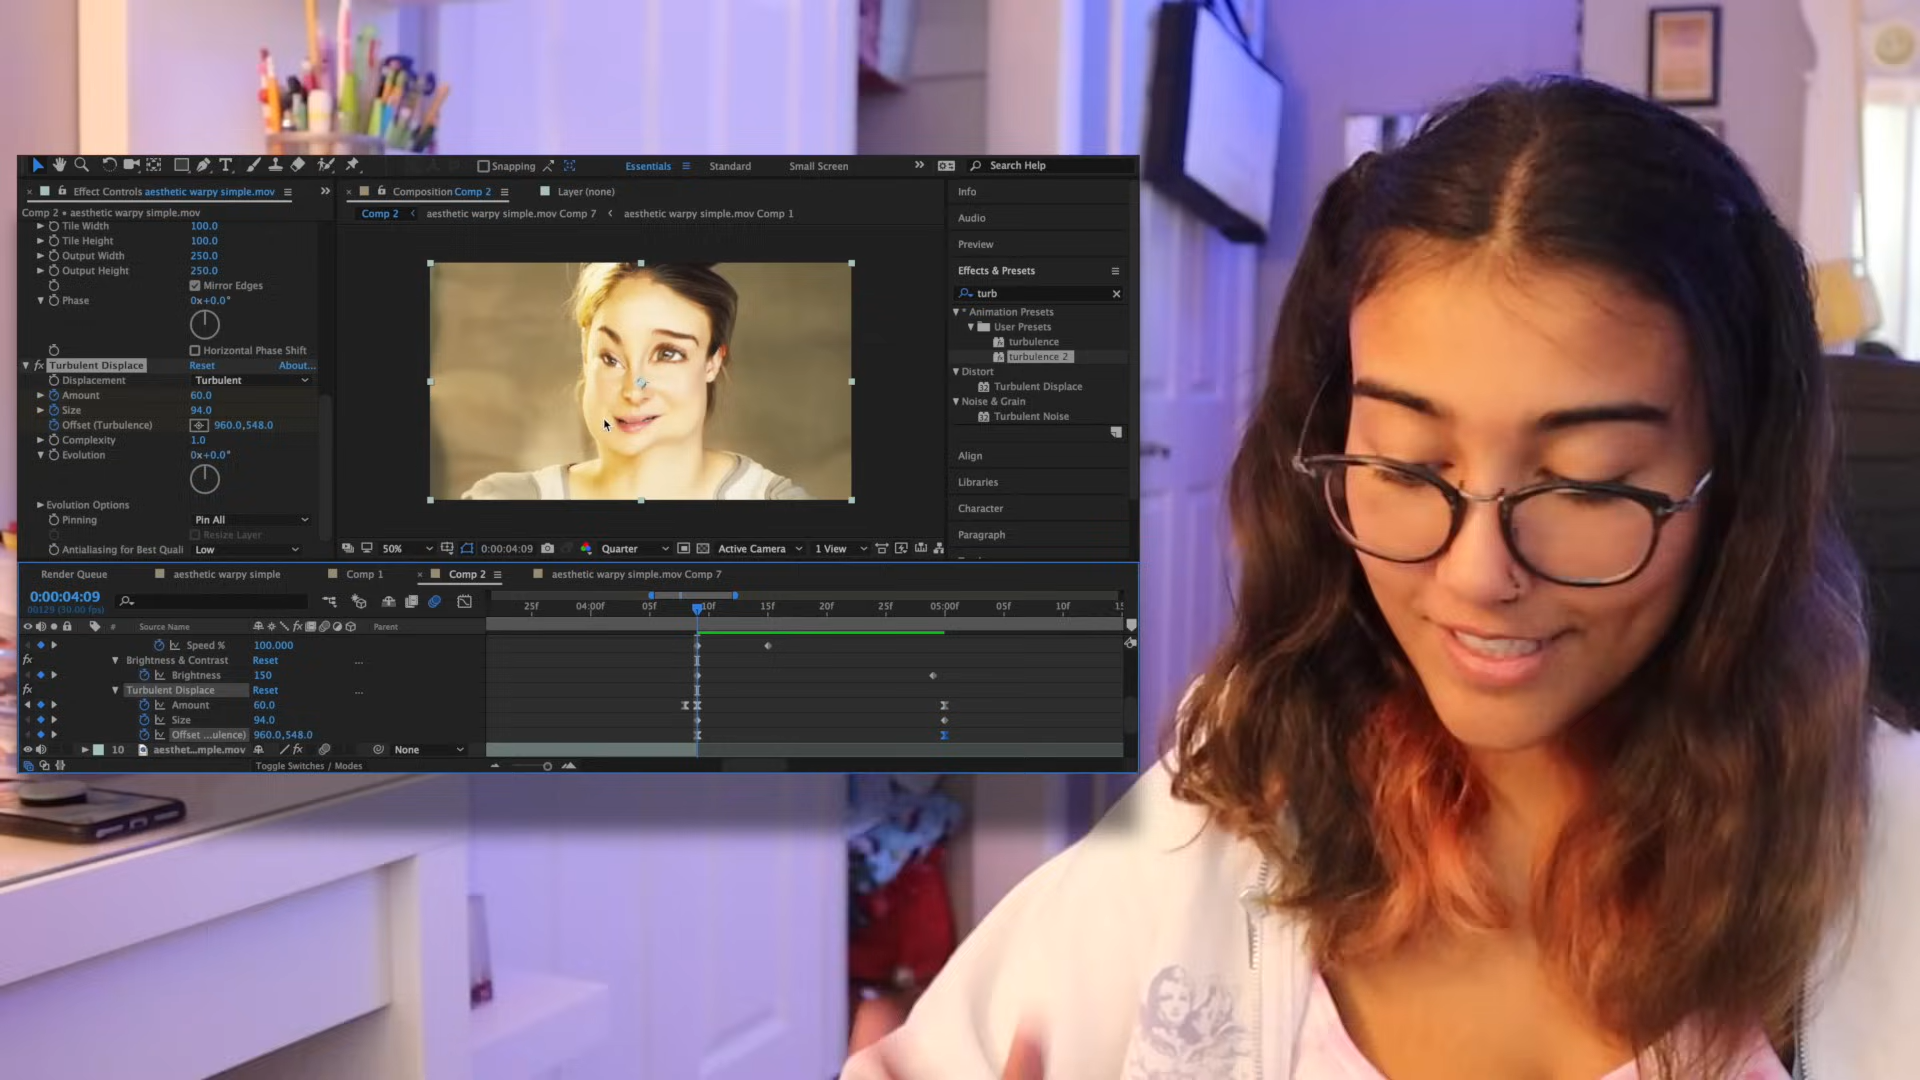 Snapping
Essentials
Standard
Small Screen
Search Help
Effect Controls aesthetic warpy simple.mov
Composition Comp 2
Layer (none)
Info
Comp 2 • aesthetic warpy simple.mov
Comp 2
aesthetic warpy simple.mov Comp 7
aesthetic warpy simple.mov Comp 1
Audio
Tile Width 100.0
Tile Height 100.0
Preview
Output Width 250.0
Output Height 250.0
Effects & Presets
Mirror Edges
turb
Phase 0x+0.0°
* Animation Presets
User Presets
turbulence
Horizontal Phase Shift
turbulence 2
fx Turbulent Displace Reset About...
Distort
Displacement Turbulent
Turbulent Displace
Amount 60.0
Noise & Grain
Size 94.0
Turbulent Noise
Offset (Turbulence) 960.0,548.0
Complexity 1.0
Evolution 0x+0.0°
Align
Libraries
Evolution Options
Character
Pinning Pin All
Resize Layer
Paragraph
Antialiasing for Best Quali Low
50%
0:00:04:09
Quarter
Active Camera
1 View
Render Queue
aesthetic warpy simple
Comp 1
Comp 2
aesthetic warpy simple.mov Comp 7
0:00:04:09
00129 (30.00 fps)
25f 04:00f 05f 10f 15f 20f 25f 05:00f 05f 10f
# Source Name fx Parent
Speed % 100.000
fx Brightness & Contrast Reset ...
Brightness 150
fx Turbulent Displace Reset ...
Amount 60.0
Size 94.0
Offset ...ulence) 960.0,548.0
10 aesthet...mple.mov fx None
Toggle Switches / Modes